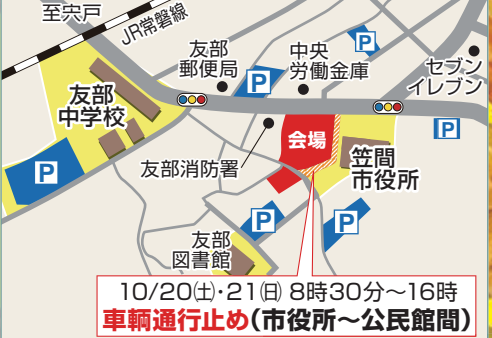 至宍戸
JR常磐線
友部
郵便局
中央
労働金庫
P
セブン
イレブン
P
友部
中学校
会場
P
友部消防署
笠間
市役所
P
P
P
友部
図書館
10/20㈯・21㈰ 8時30分～16時
車輌通行止め(市役所～公民館間)